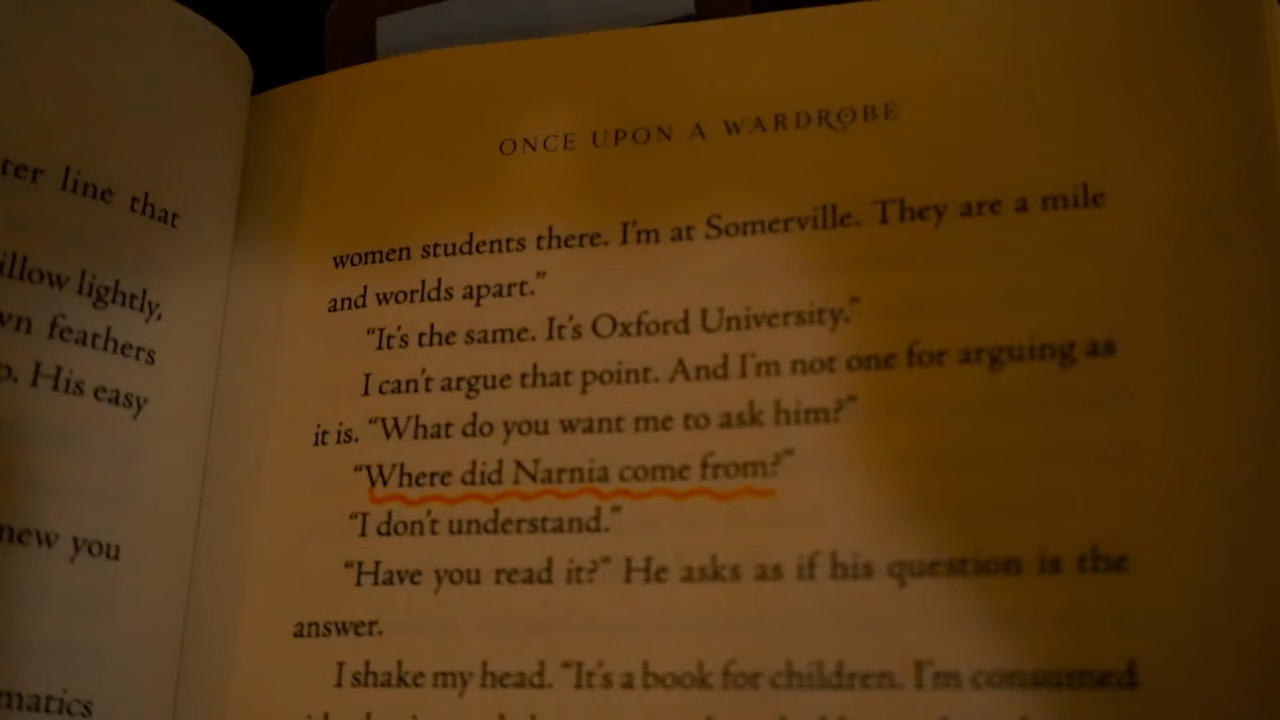 ter line that
illow lightly,
wn feathers
o. His easy
new you
matics
ONCE UPON A WARDROBE
women students there. I'm at Somerville. They are a mile
and worlds apart.”
“It's the same. It's Oxford University.”
I can't argue that point. And I'm not one for arguing as
it is. “What do you want me to ask him?”
“Where did Narnia come from?”
“I don't understand.”
“Have you read it?” He asks as if his question is the
answer.
I shake my head. “It's a book for children. I'm consumed